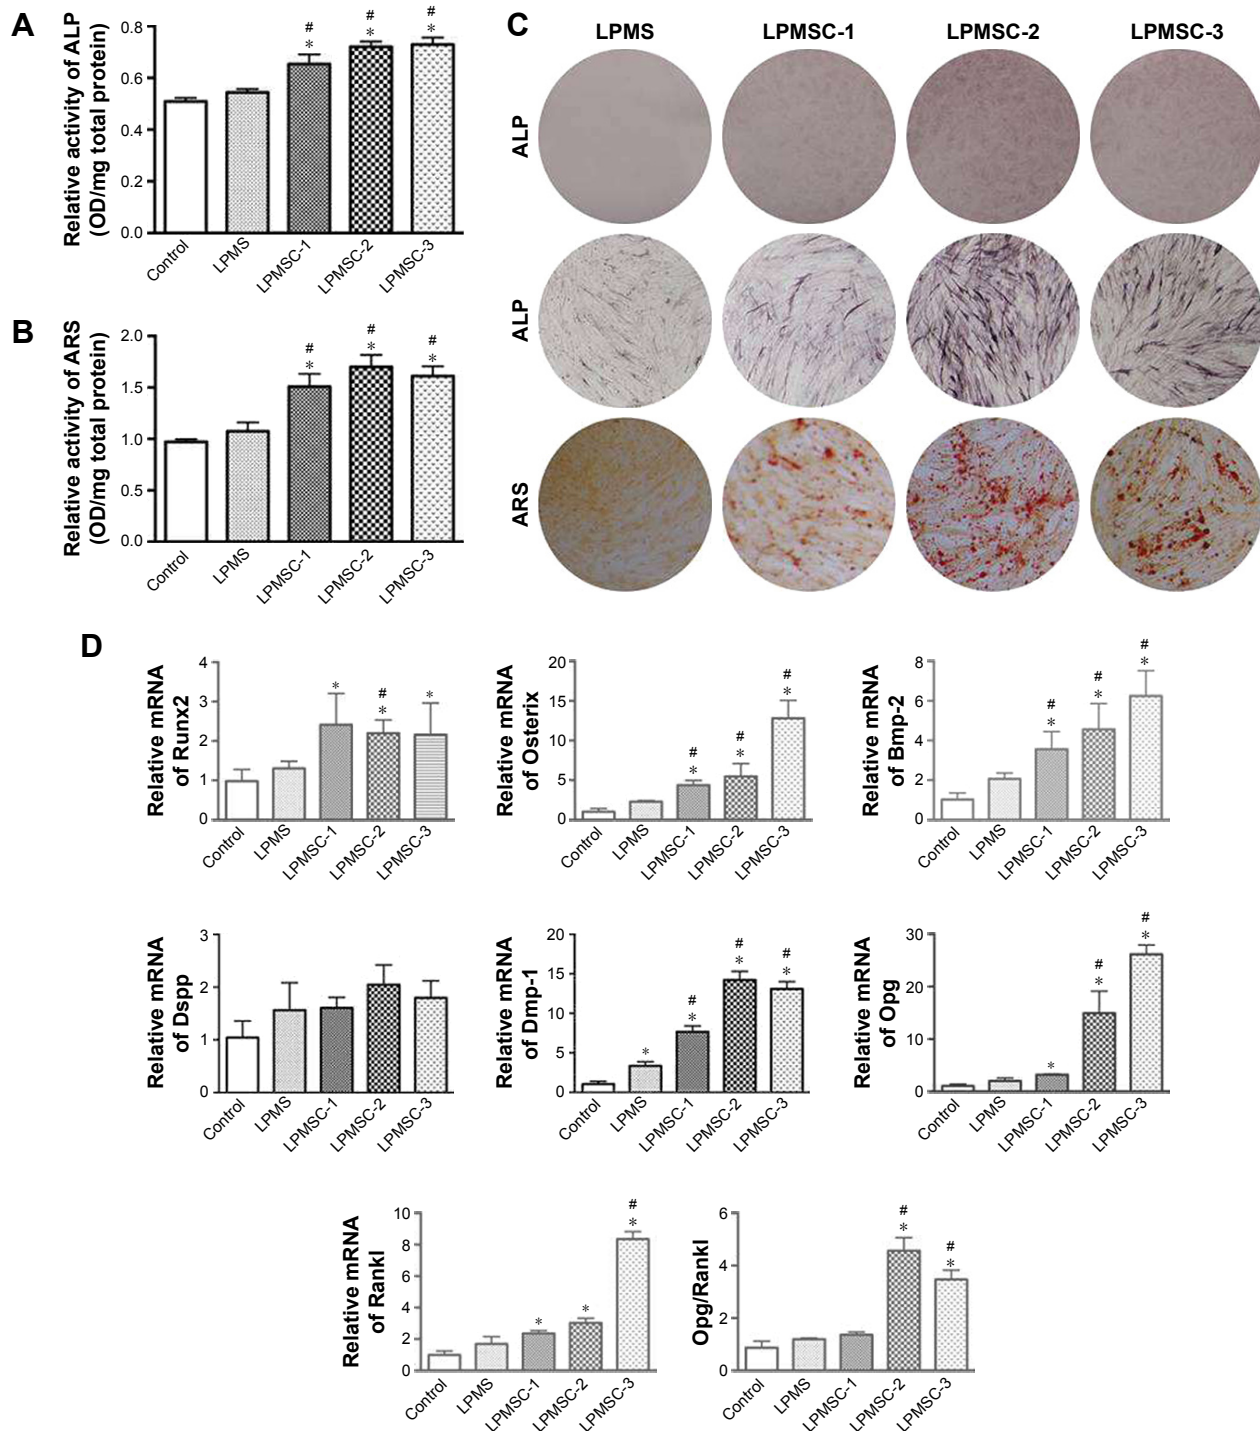 A
Relative activity of ALP
(OD/mg total protein)
0.8
0.6
0.4
0.2
0.0
#
*
#
*
#
*
Control
LPMS
LPMSC-1
LPMSC-2
LPMSC-3
B
Relative activity of ARS
(OD/mg total protein)
2.0
1.5
1.0
0.5
0.0
#
*
#
*
#
*
Control
LPMS
LPMSC-1
LPMSC-2
LPMSC-3
C
LPMS
LPMSC-1
LPMSC-2
LPMSC-3
ALP
ALP
ARS
D
Relative mRNA
of Runx2
4
3
2
1
0
*
#
*
*
Control
LPMS
LPMSC-1
LPMSC-2
LPMSC-3
Relative mRNA
of Osterix
20
15
10
5
0
#
*
#
*
#
*
Control
LPMS
LPMSC-1
LPMSC-2
LPMSC-3
Relative mRNA
of Bmp-2
8
6
4
2
0
#
*
#
*
#
*
Control
LPMS
LPMSC-1
LPMSC-2
LPMSC-3
Relative mRNA
of Dspp
3
2
1
0
Control
LPMS
LPMSC-1
LPMSC-2
LPMSC-3
Relative mRNA
of Dmp-1
20
15
10
5
0
*
#
*
#
*
#
*
Control
LPMS
LPMSC-1
LPMSC-2
LPMSC-3
Relative mRNA
of Opg
30
20
10
0
*
#
*
#
*
Control
LPMS
LPMSC-1
LPMSC-2
LPMSC-3
Relative mRNA
of Rankl
10
8
6
4
2
0
*
*
#
*
Control
LPMS
LPMSC-1
LPMSC-2
LPMSC-3
Opg/Rankl
6
4
2
0
#
*
#
*
Control
LPMS
LPMSC-1
LPMSC-2
LPMSC-3